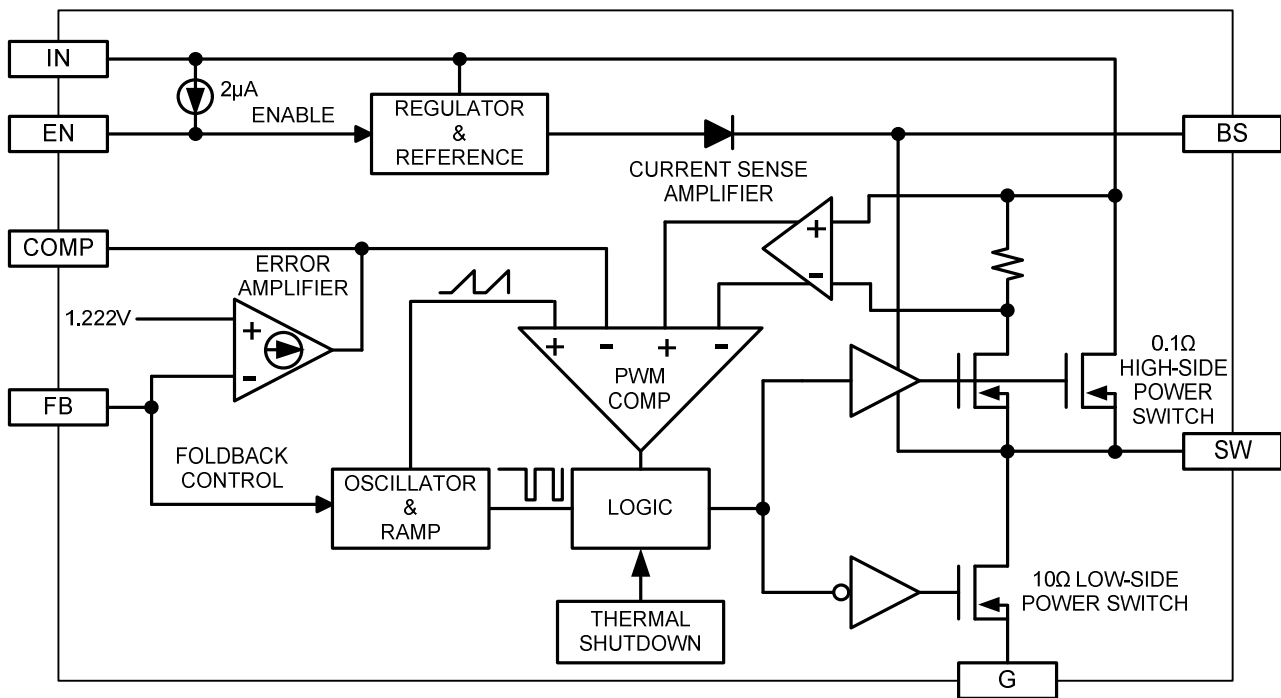 IN
2µA
EN
ENABLE
REGULATOR
&
REFERENCE
BS
CURRENT SENSE
AMPLIFIER
+
-
COMP
ERROR
AMPLIFIER
1.222V
+
-
+
-
+
-
PWM
COMP
0.1Ω
HIGH-SIDE
POWER
SWITCH
FB
SW
FOLDBACK
CONTROL
OSCILLATOR
&
RAMP
LOGIC
10Ω LOW-SIDE
POWER SWITCH
THERMAL
SHUTDOWN
G